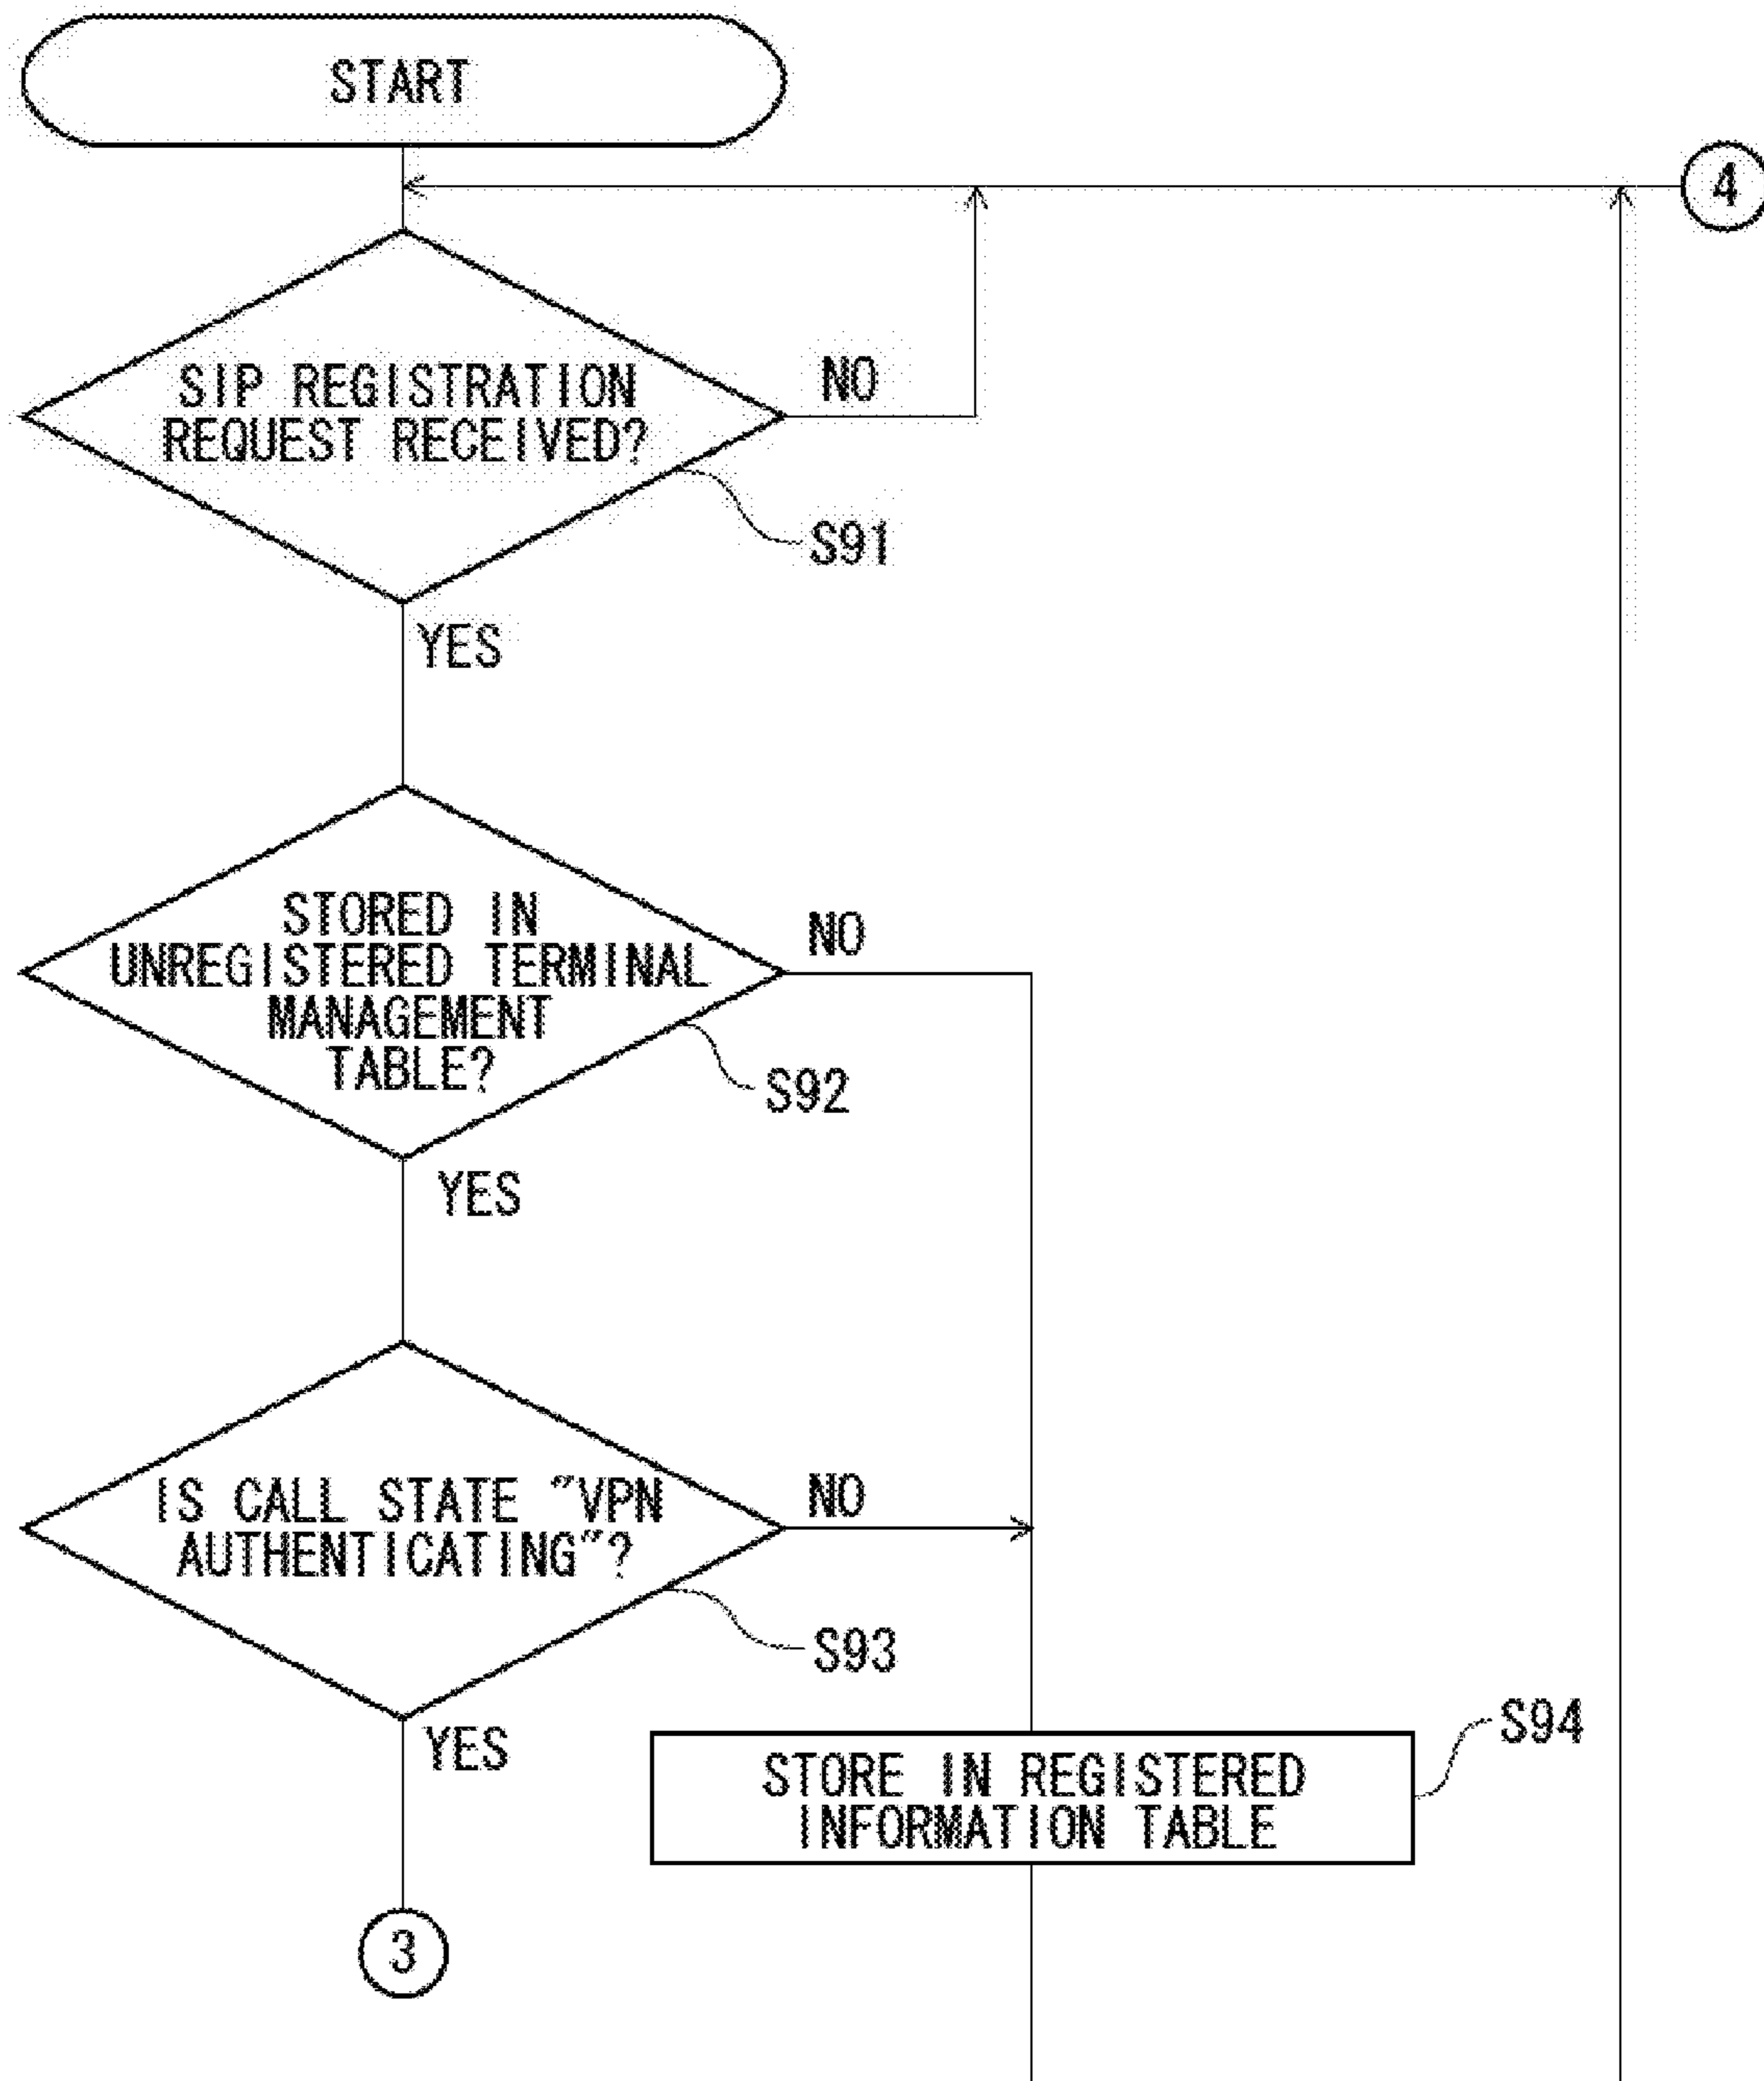 START
4
SIP REGISTRATION
REQUEST RECEIVED?
NO
S91
YES
STORED IN
UNREGISTERED TERMINAL
MANAGEMENT
TABLE?
NO
S92
YES
IS CALL STATE "VPN
AUTHENTICATING"?
NO
S93
YES
S94
STORE IN REGISTERED
INFORMATION TABLE
3